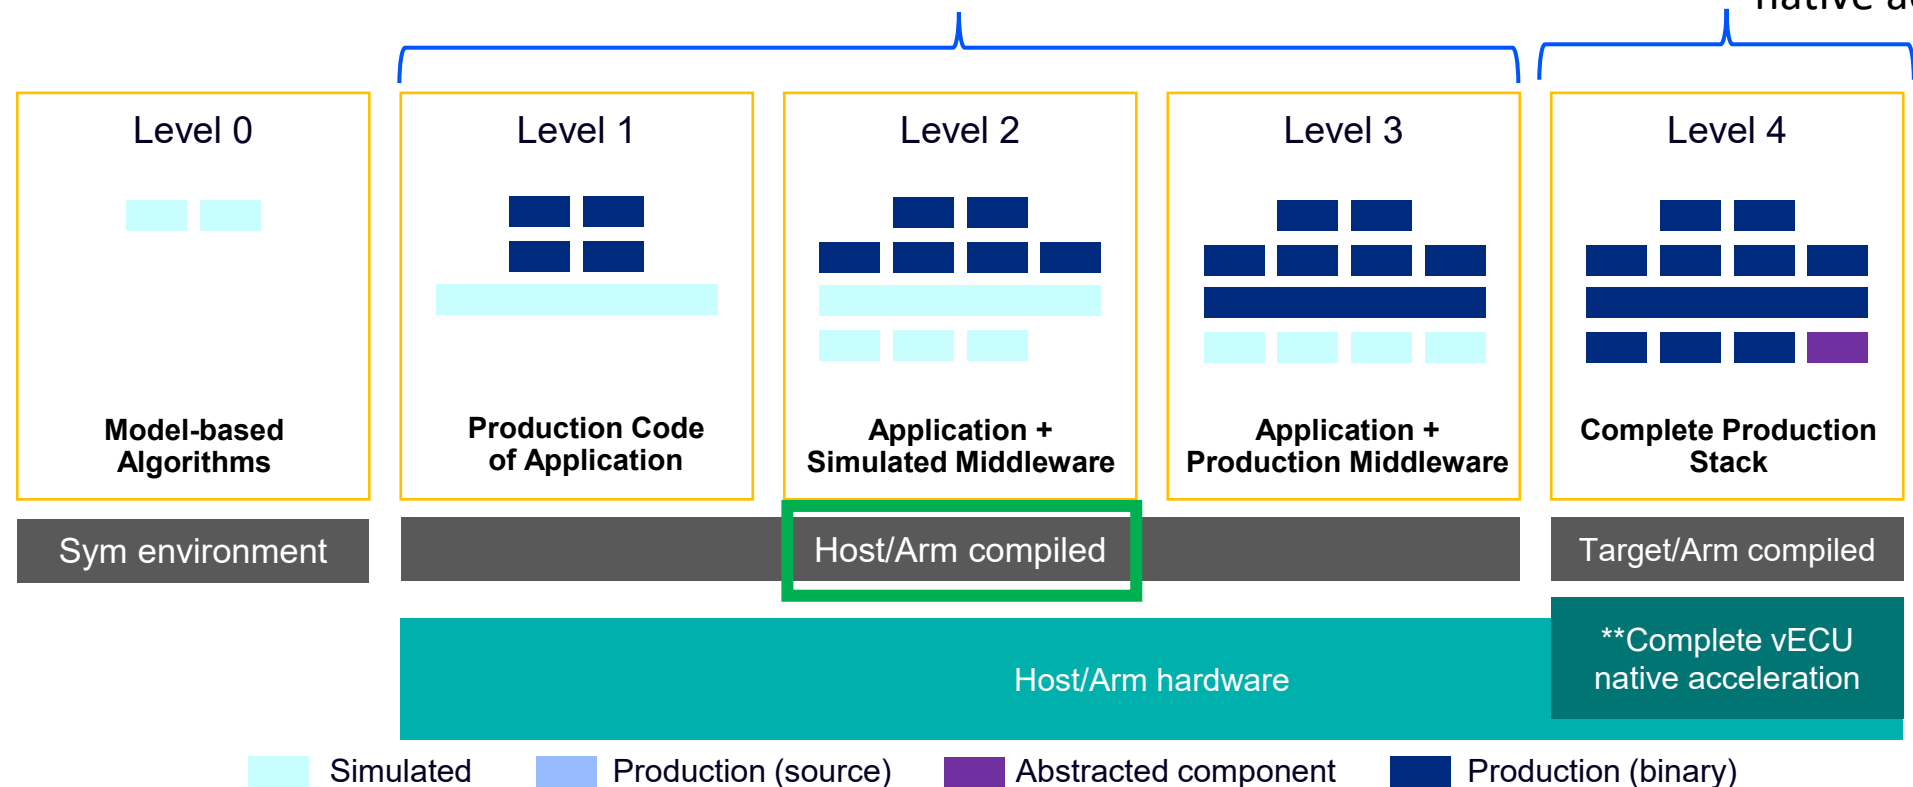 native
Level 0
Level 1
Level 2
Level 3
Level 4
Model-based
Algorithms
Production Code
of Application
Application +
Simulated Middleware
Application +
Production Middleware
Complete Production
Stack
Sym environment
Host/Arm compiled
Target/Arm compiled
**Complete vECU
native acceleration
Host/Arm hardware
Simulated
Production (source)
Abstracted component
Production (binary)